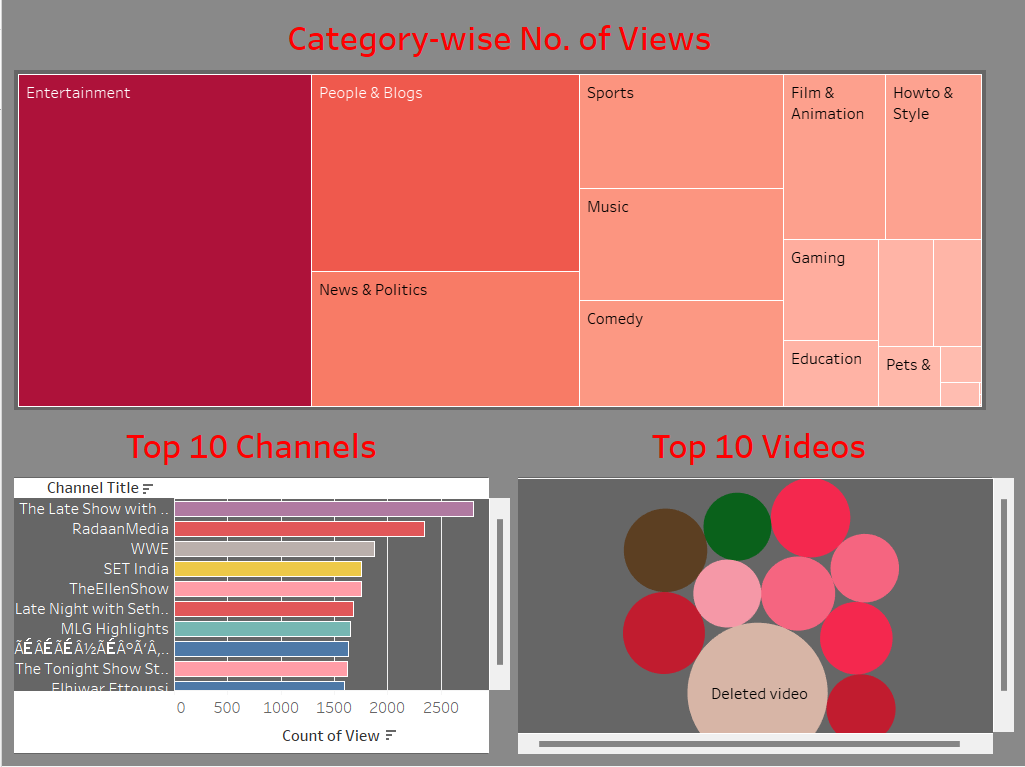 Category-wise No. of Views
Entertainment
People & Blogs
News & Politics
Sports
Music
Comedy
Film &
Animation
Howto &
Style
Gaming
Education
Pets &
Top 10 Channels
Channel Title
The Late Show with ..
RadaanMedia
WWE
SET India
TheEllenShow
Late Night with Seth..
MLG Highlights
The Tonight Show St..
Elhiwar Ettounsi
0 500 1000 1500 2000 2500
Count of View
Top 10 Videos
Deleted video